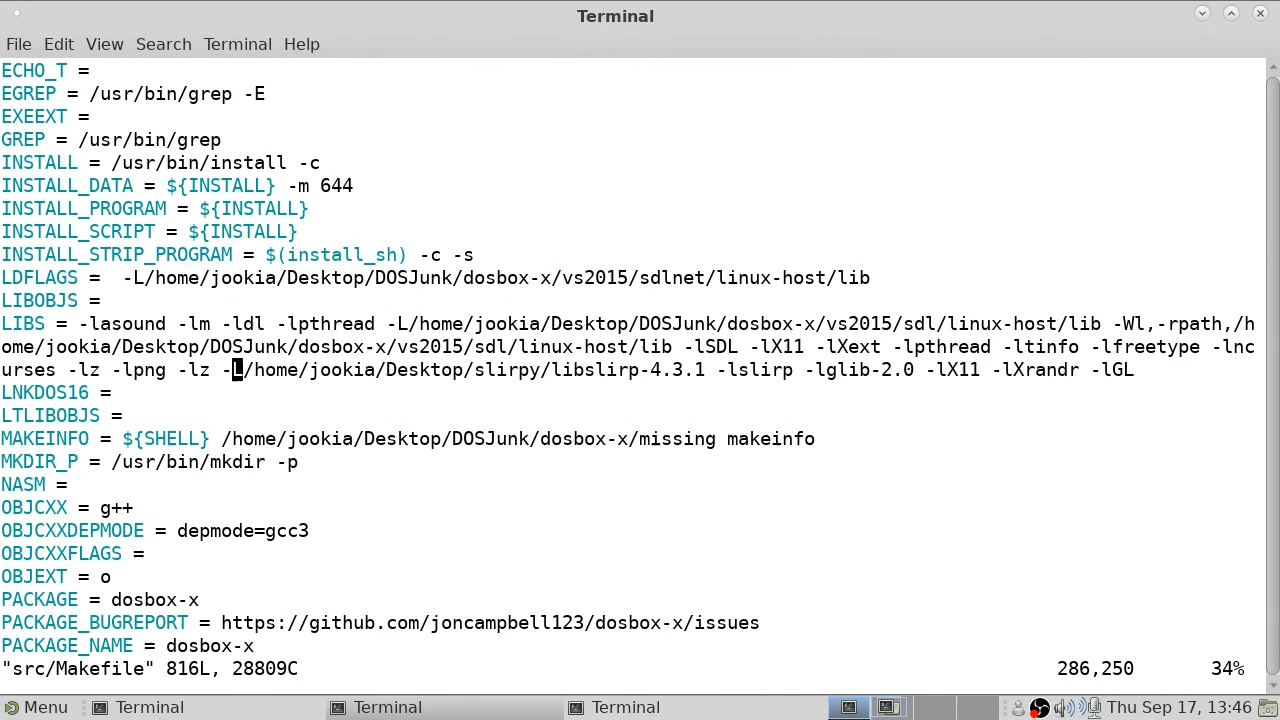 Terminal
File Edit View Search Terminal Help
ECHO_T =
EGREP = /usr/bin/grep -E
EXEEXT =
GREP = /usr/bin/grep
INSTALL = /usr/bin/install -c
INSTALL_DATA = ${INSTALL} -m 644
INSTALL_PROGRAM = ${INSTALL}
INSTALL_SCRIPT = ${INSTALL}
INSTALL_STRIP_PROGRAM = $(install_sh) -c -s
LDFLAGS =  -L/home/jookia/Desktop/DOSJunk/dosbox-x/vs2015/sdlnet/linux-host/lib
LIBOBJS =
LIBS = -lasound -lm -ldl -lpthread -L/home/jookia/Desktop/DOSJunk/dosbox-x/vs2015/sdl/linux-host/lib -Wl,-rpath,/h
ome/jookia/Desktop/DOSJunk/dosbox-x/vs2015/sdl/linux-host/lib -lSDL -lX11 -lXext -lpthread -ltinfo -lfreetype -lnc
urses -lz -lpng -lz -L/home/jookia/Desktop/slirpy/libslirp-4.3.1 -lslirp -lglib-2.0 -lX11 -lXrandr -lGL
LNKDOS16 =
LTLIBOBJS =
MAKEINFO = ${SHELL} /home/jookia/Desktop/DOSJunk/dosbox-x/missing makeinfo
MKDIR_P = /usr/bin/mkdir -p
NASM =
OBJCXX = g++
OBJCXXDEPMODE = depmode=gcc3
OBJCXXFLAGS =
OBJEXT = o
PACKAGE = dosbox-x
PACKAGE_BUGREPORT = https://github.com/joncampbell123/dosbox-x/issues
PACKAGE_NAME = dosbox-x
"src/Makefile" 816L, 28809C 286,250 34%
Menu Terminal Terminal Terminal Thu Sep 17, 13:46